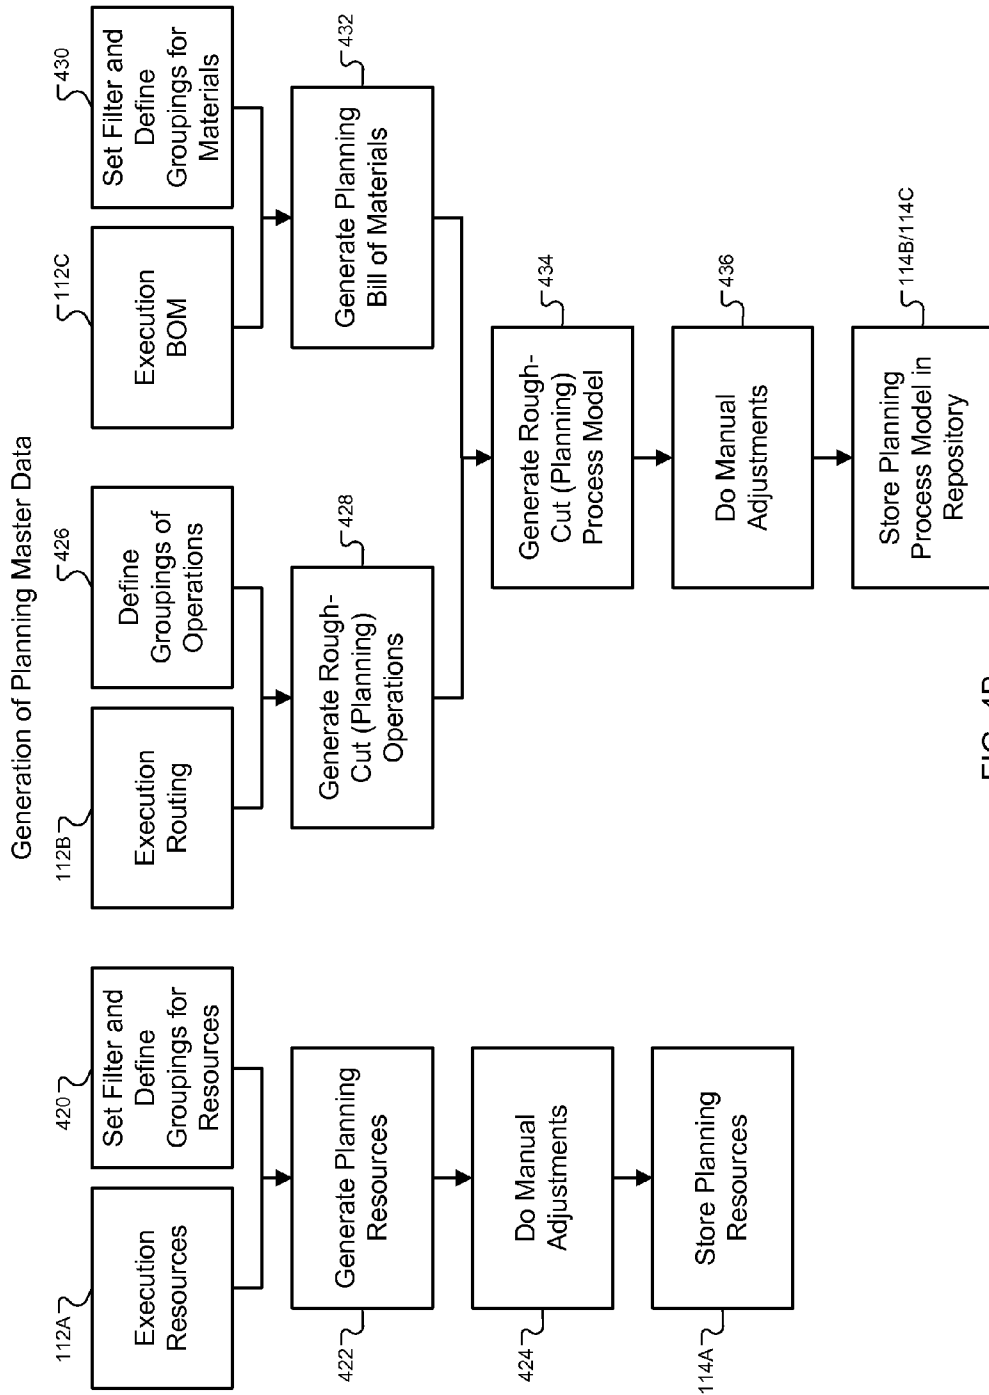 Generation of Planning Master Data
112A
Execution
Resources
420
Set Filter and
Define
Groupings for
Resources
422
Generate Planning
Resources
424
Do Manual
Adjustments
114A
Store Planning
Resources
112B
Execution
Routing
426
Define
Groupings of
Operations
428
Generate Rough-
Cut (Planning)
Operations
112C
Execution
BOM
430
Set Filter and
Define
Groupings for
Materials
432
Generate Planning
Bill of Materials
434
Generate Rough-
Cut (Planning)
Process Model
436
Do Manual
Adjustments
114B/114C
Store Planning
Process Model in
Repository